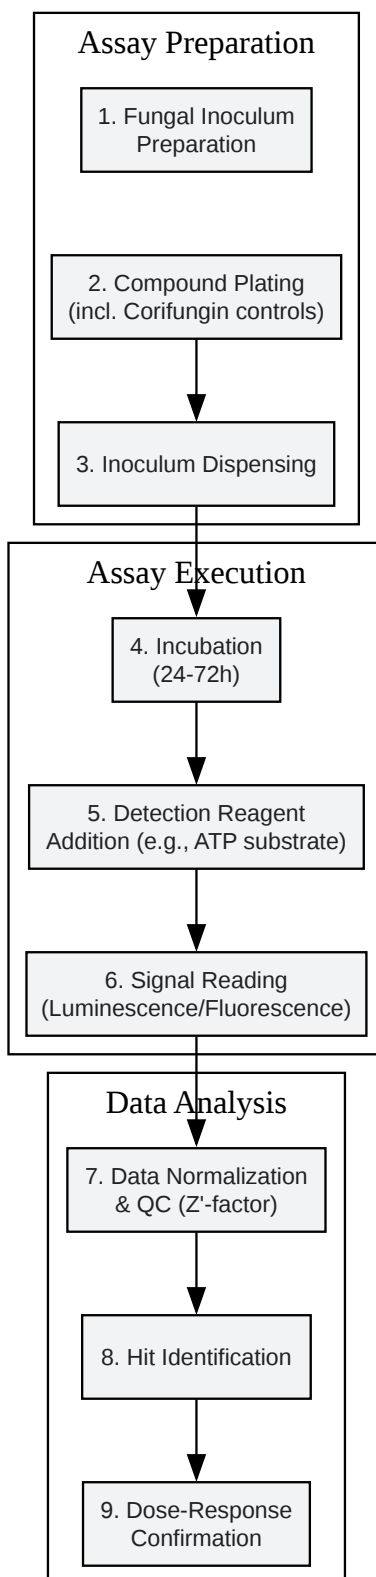 Assay Preparation
1. Fungal Inoculum
Preparation
2. Compound Plating
(incl. Corifungin controls)
3. Inoculum Dispensing
Assay Execution
4. Incubation
(24-72h)
5. Detection Reagent
Addition (e.g., ATP substrate)
6. Signal Reading
(Luminescence/Fluorescence)
Data Analysis
7. Data Normalization
& QC (Z'-factor)
8. Hit Identification
9. Dose-Response
Confirmation